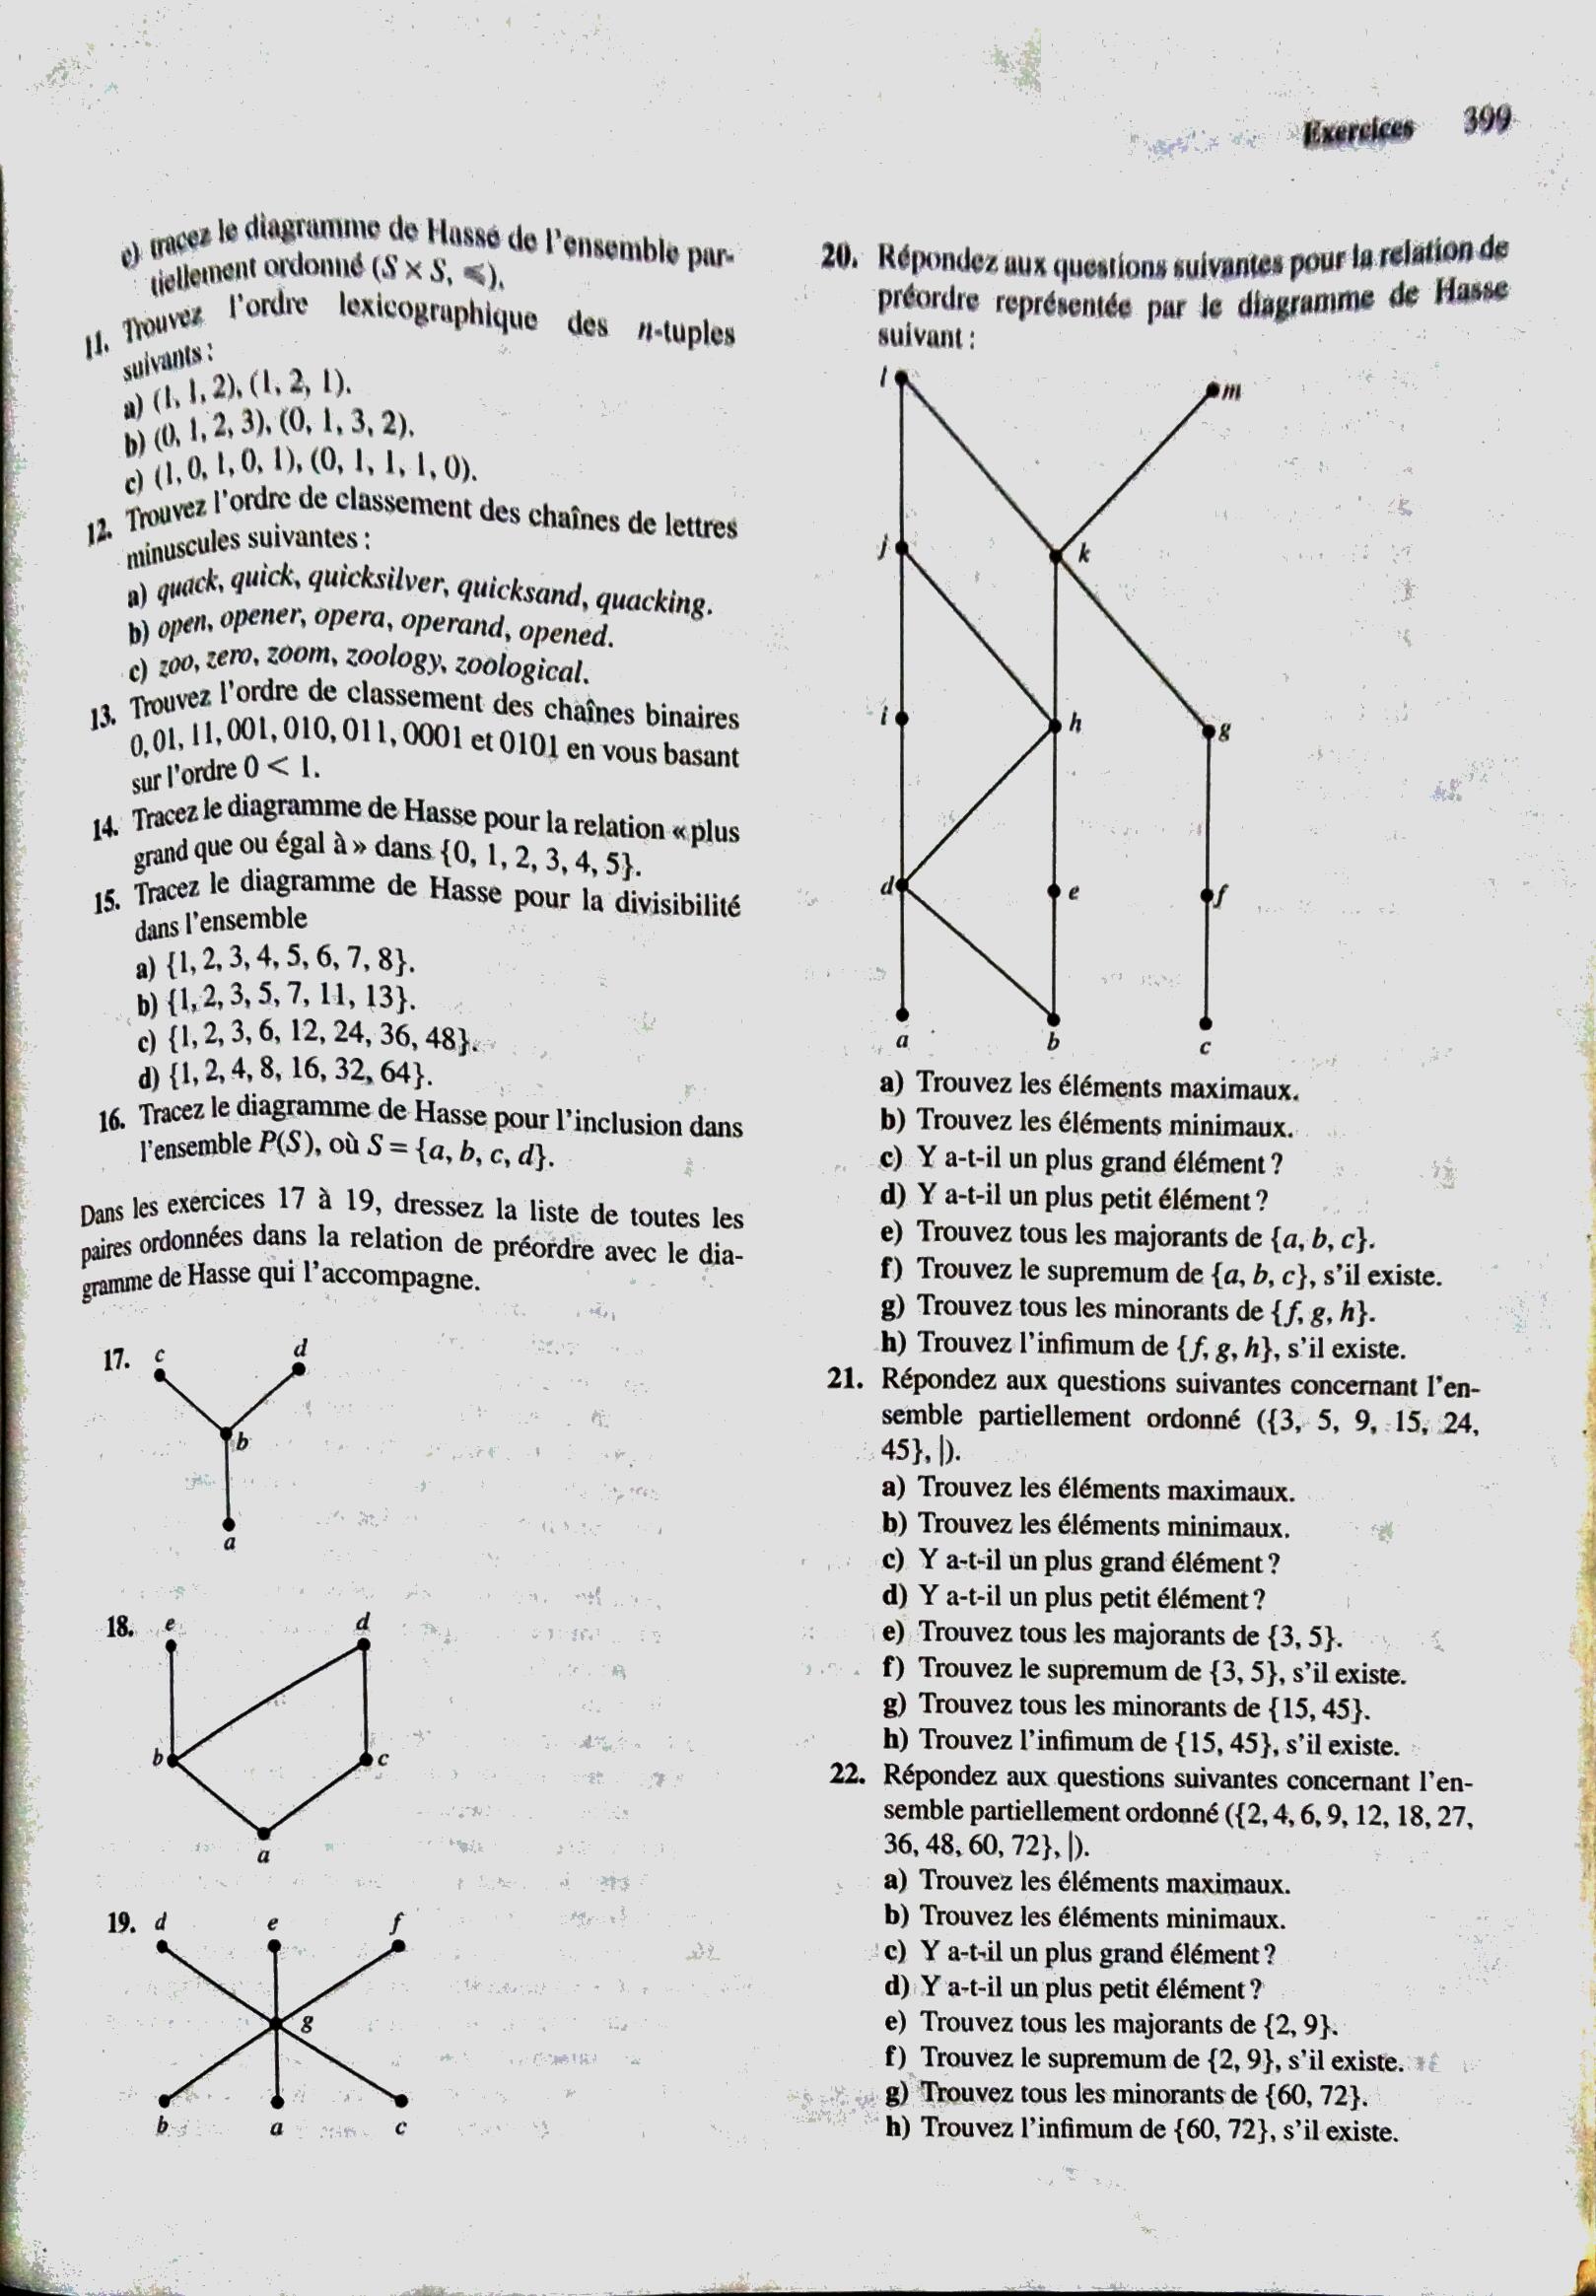 Exercices 399
c) tracez le diagramme de Hasse de l'ensemble par-
tiellement ordonné (S × S, ≼).
11. Trouvez l'ordre lexicographique des n-tuples
suivants :
a) (1, 1, 2), (1, 2, 1).
b) (0, 1, 2, 3), (0, 1, 3, 2).
c) (1, 0, 1, 0, 1), (0, 1, 1, 1, 0).
12. Trouvez l'ordre de classement des chaînes de lettres
minuscules suivantes :
a) quack, quick, quicksilver, quicksand, quacking.
b) open, opener, opera, operand, opened.
c) zoo, zero, zoom, zoology, zoological.
13. Trouvez l'ordre de classement des chaînes binaires
0, 01, 11, 001, 010, 011, 0001 et 0101 en vous basant
sur l'ordre 0 < 1.
14. Tracez le diagramme de Hasse pour la relation « plus
grand que ou égal à » dans {0, 1, 2, 3, 4, 5}.
15. Tracez le diagramme de Hasse pour la divisibilité
dans l'ensemble
a) {1, 2, 3, 4, 5, 6, 7, 8}.
b) {1, 2, 3, 5, 7, 11, 13}.
c) {1, 2, 3, 6, 12, 24, 36, 48}.
d) {1, 2, 4, 8, 16, 32, 64}.
16. Tracez le diagramme de Hasse pour l'inclusion dans
l'ensemble P(S), où S = {a, b, c, d}.
Dans les exercices 17 à 19, dressez la liste de toutes les
paires ordonnées dans la relation de préordre avec le dia-
gramme de Hasse qui l'accompagne.
17. c d
b
a
18. e d
b c
a
19. d e f
g
b a c
20. Répondez aux questions suivantes pour la relation de
préordre représentée par le diagramme de Hasse
suivant :
l m
j k
i h g
d e f
a b c
a) Trouvez les éléments maximaux.
b) Trouvez les éléments minimaux.
c) Y a-t-il un plus grand élément ?
d) Y a-t-il un plus petit élément ?
e) Trouvez tous les majorants de {a, b, c}.
f) Trouvez le supremum de {a, b, c}, s'il existe.
g) Trouvez tous les minorants de {f, g, h}.
h) Trouvez l'infimum de {f, g, h}, s'il existe.
21. Répondez aux questions suivantes concernant l'en-
semble partiellement ordonné ({3, 5, 9, 15, 24,
45}, |).
a) Trouvez les éléments maximaux.
b) Trouvez les éléments minimaux.
c) Y a-t-il un plus grand élément ?
d) Y a-t-il un plus petit élément ?
e) Trouvez tous les majorants de {3, 5}.
f) Trouvez le supremum de {3, 5}, s'il existe.
g) Trouvez tous les minorants de {15, 45}.
h) Trouvez l'infimum de {15, 45}, s'il existe.
22. Répondez aux questions suivantes concernant l'en-
semble partiellement ordonné ({2, 4, 6, 9, 12, 18, 27,
36, 48, 60, 72}, |).
a) Trouvez les éléments maximaux.
b) Trouvez les éléments minimaux.
c) Y a-t-il un plus grand élément ?
d) Y a-t-il un plus petit élément ?
e) Trouvez tous les majorants de {2, 9}.
f) Trouvez le supremum de {2, 9}, s'il existe.
g) Trouvez tous les minorants de {60, 72}.
h) Trouvez l'infimum de {60, 72}, s'il existe.